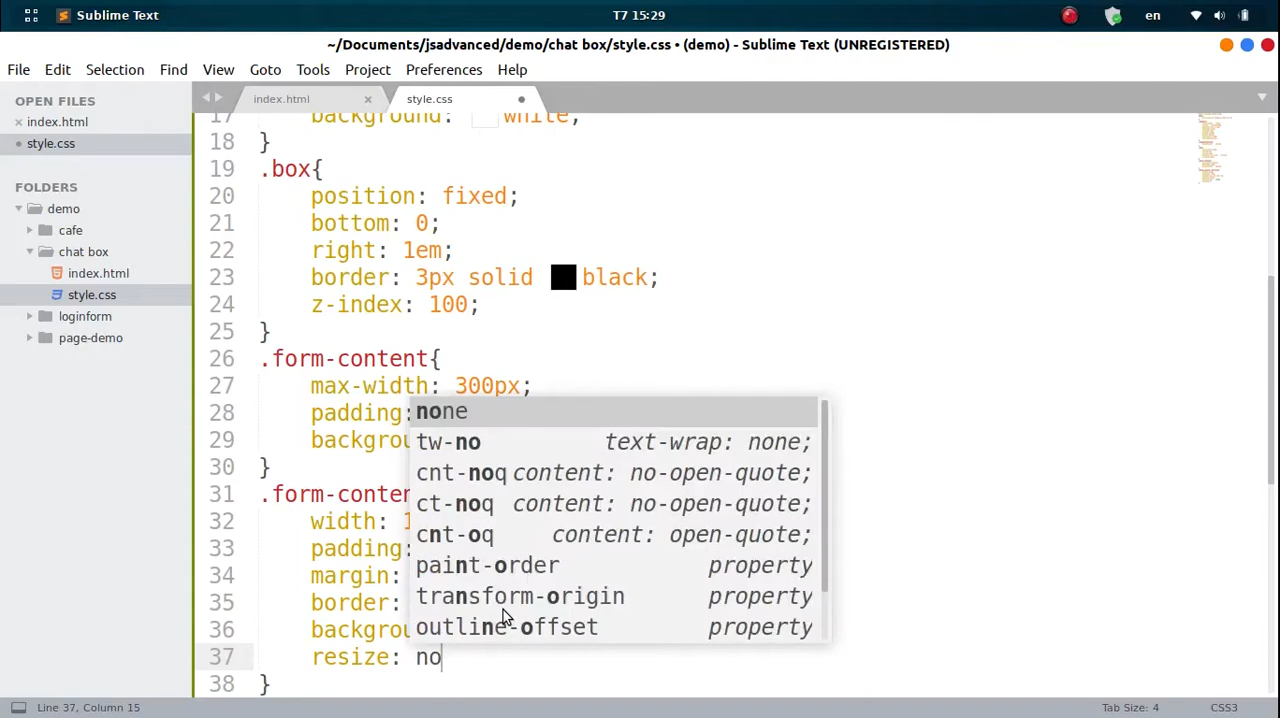 Sublime Text
T7 15:29
en
~/Documents/jsadvanced/demo/chat box/style.css • (demo) - Sublime Text (UNREGISTERED)
File Edit Selection Find View Goto Tools Project Preferences Help
OPEN FILES
index.html
style.css
FOLDERS
demo
cafe
chat box
index.html
style.css
loginform
page-demo
index.html
style.css
17 background: white;
18 }
19 .box{
20 position: fixed;
21 bottom: 0;
22 right: 1em;
23 border: 3px solid black;
24 z-index: 100;
25 }
26 .form-content{
27 max-width: 300px;
28 padding:
29 backgrou
30 }
31 .form-content
32 width: 1
33 padding:
34 margin:
35 border:
36 backgrou
37 resize: no
38 }
none
tw-no text-wrap: none;
cnt-noq content: no-open-quote;
ct-noq content: no-open-quote;
cnt-oq content: open-quote;
paint-order property
transform-origin property
outline-offset property
Line 37, Column 15
Tab Size: 4
CSS3